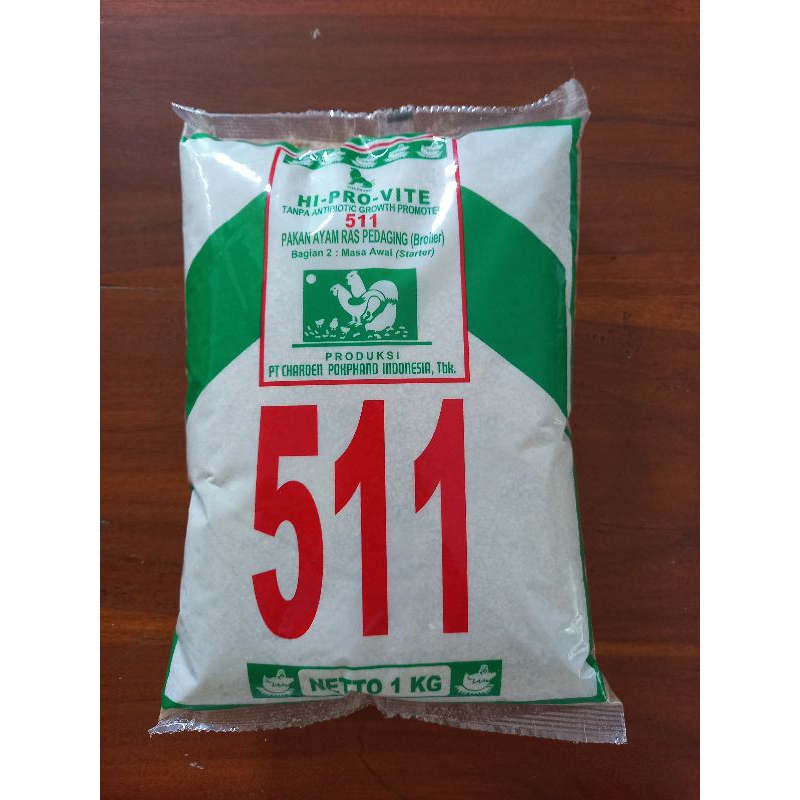 HI-PRO-VITE
TANPA ANTIBIOTIC GROWTH PROMOTE
511
PAKAN AYAM RAS PEDAGING (Broiler)
Bagian 2 : Masa Awal (Starter)
PRODUKSI
PT CHAROEN POKPHAND INDONESIA, Tbk.
511
NETTO 1 KG